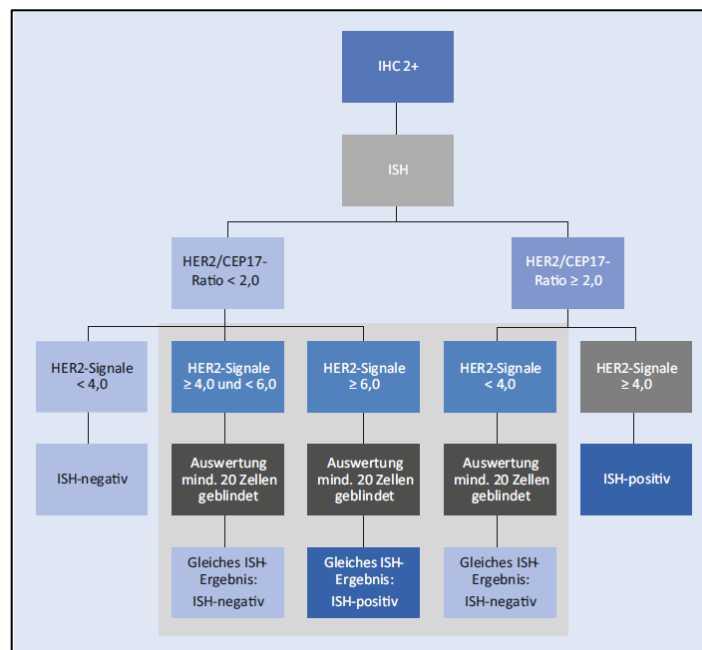 IHC 2+
ISH
HER2/CEP17-
Ratio < 2,0
HER2/CEP17-
Ratio ≥ 2,0
HER2-Signale
< 4,0
HER2-Signale
≥ 4,0 und < 6,0
HER2-Signale
≥ 6,0
HER2-Signale
< 4,0
HER2-Signale
≥ 4,0
ISH-negativ
Auswertung
mind. 20 Zellen
geblindet
Auswertung
mind. 20 Zellen
geblindet
Auswertung
mind. 20 Zellen
geblindet
ISH-positiv
Gleiches ISH-
Ergebnis:
ISH-negativ
Gleiches ISH-
Ergebnis:
ISH-positiv
Gleiches ISH-
Ergebnis:
ISH-negativ